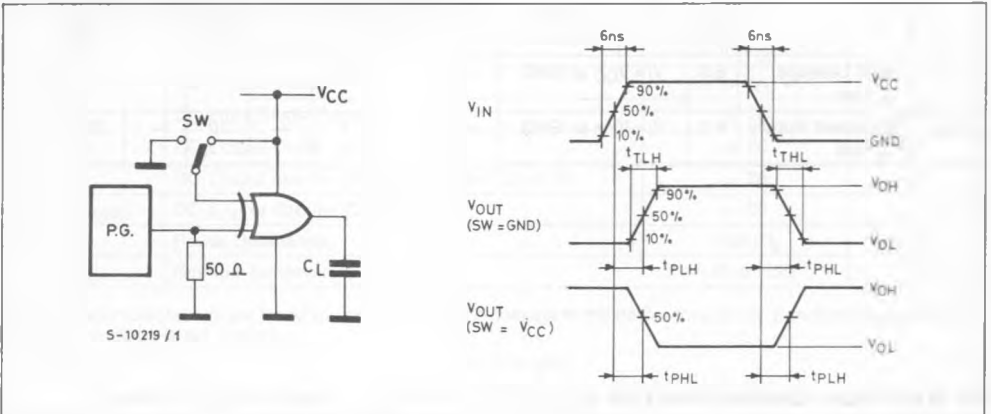 VCC
SW
P.G.
50 Ω
CL
S-10219/1
6ns
6ns
VIN
90%
50%
10%
VCC
GND
tTLH
tTHL
VOUT
(SW=GND)
90%
50%
10%
VOH
VOL
tPLH
tPHL
VOUT
(SW = VCC)
50%
VOH
VOL
tPHL
tPLH